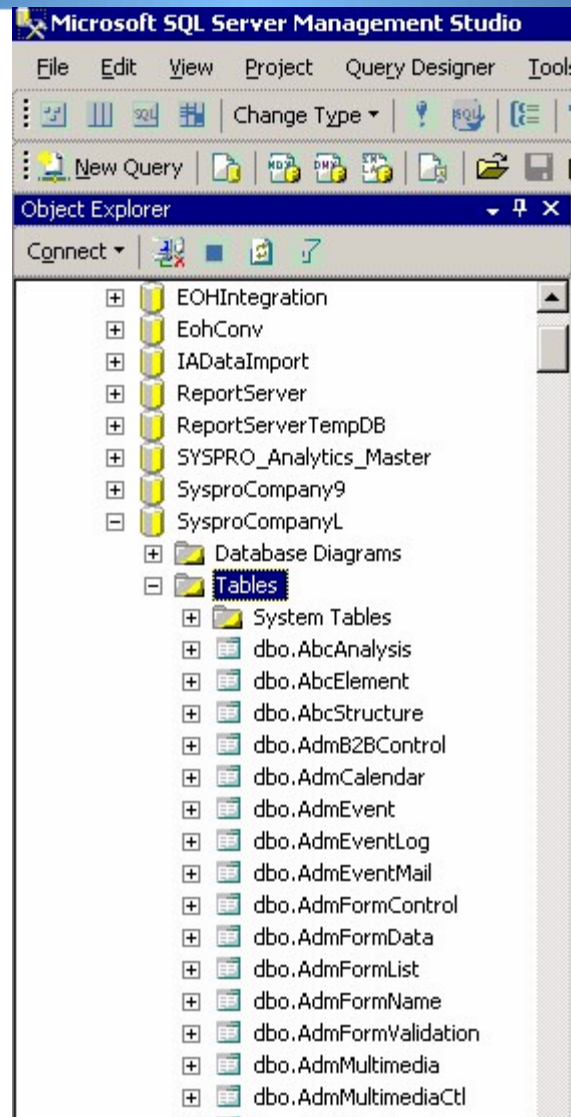 Microsoft SQL Server Management Studio
File Edit View Project Query Designer Tools
Change Type
New Query
Object Explorer
Connect
EOHIntegration
EohConv
IADataImport
ReportServer
ReportServerTempDB
SYSPRO_Analytics_Master
SysproCompany9
SysproCompanyL
Database Diagrams
Tables
System Tables
dbo.AbcAnalysis
dbo.AbcElement
dbo.AbcStructure
dbo.AdmB2BControl
dbo.AdmCalendar
dbo.AdmEvent
dbo.AdmEventLog
dbo.AdmEventMail
dbo.AdmFormControl
dbo.AdmFormData
dbo.AdmFormList
dbo.AdmFormName
dbo.AdmFormValidation
dbo.AdmMultimedia
dbo.AdmMultimediaCtl